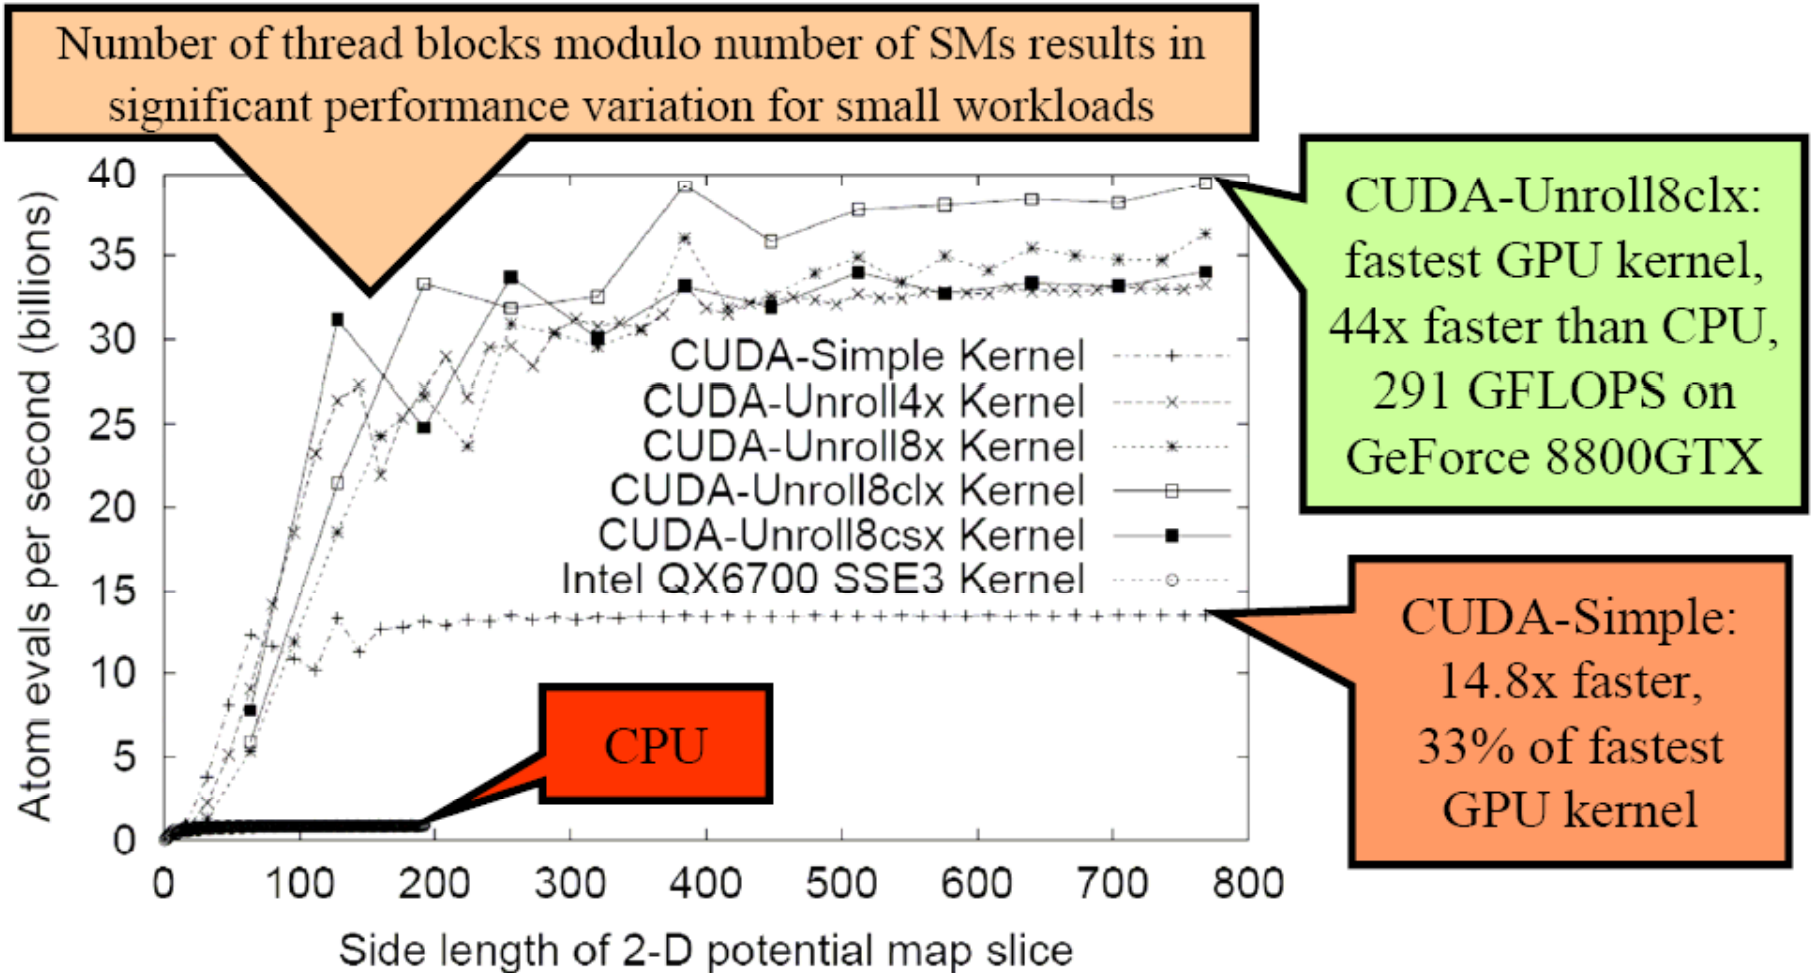 Number of thread blocks modulo number of SMs results in
significant performance variation for small workloads
CUDA-Unroll8clx:
fastest GPU kernel,
44x faster than CPU,
291 GFLOPS on
GeForce 8800GTX
Atom evals per second (billions)
40
35
30
25
20
15
10
5
0
CUDA-Simple Kernel
CUDA-Unroll4x Kernel
CUDA-Unroll8x Kernel
CUDA-Unroll8clx Kernel
CUDA-Unroll8csx Kernel
Intel QX6700 SSE3 Kernel
CUDA-Simple:
14.8x faster,
33% of fastest
GPU kernel
CPU
0 100 200 300 400 500 600 700 800
Side length of 2-D potential map slice